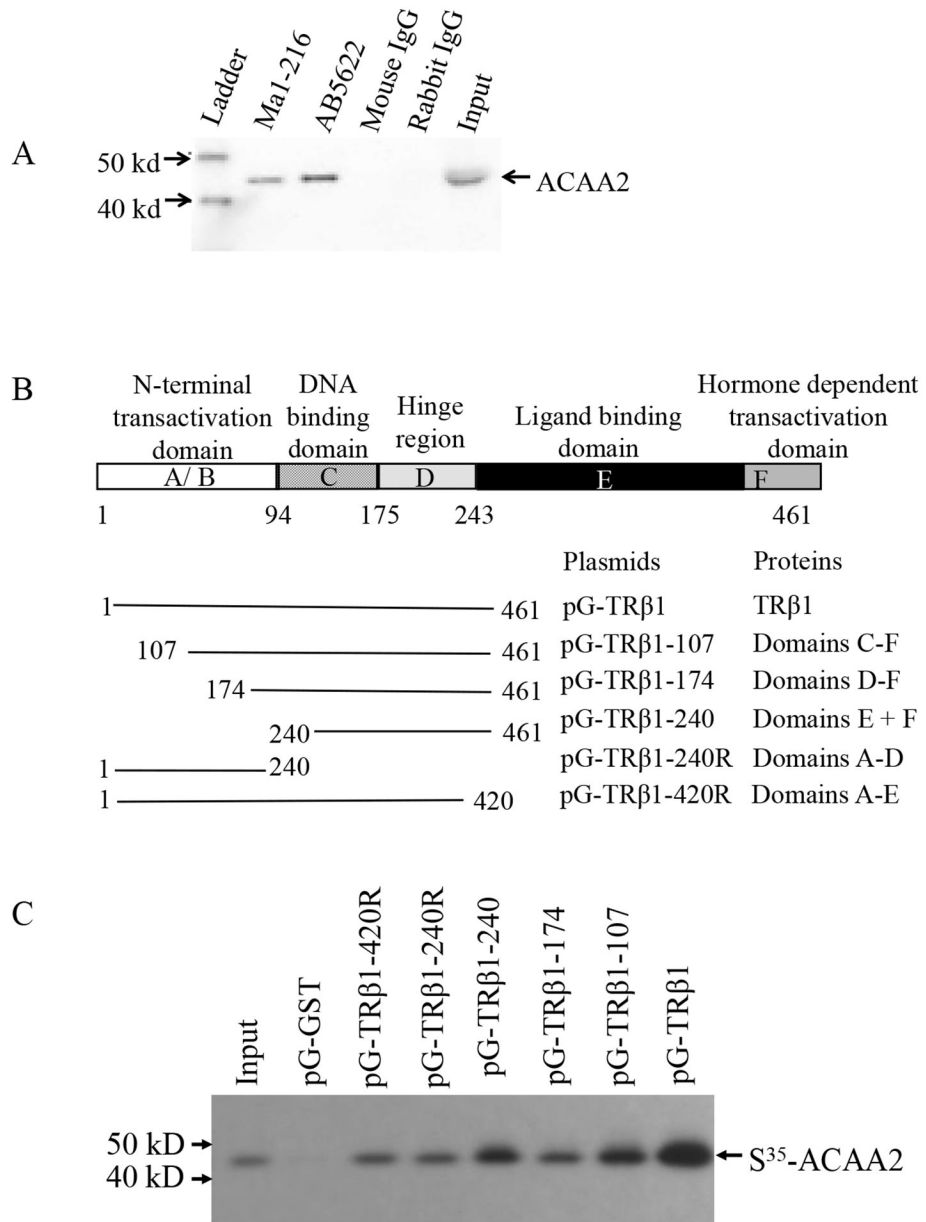 A
Ladder
Ma1-216
AB5622
Mouse IgG
Rabbit IgG
Input
50 kd
40 kd
ACAA2
B
N-terminal
transactivation
domain
DNA
binding
domain
Hinge
region
Ligand binding
domain
Hormone dependent
transactivation
domain
A/ B
C
D
E
F
1 94 175 243 461
Plasmids Proteins
1 461 pG-TRβ1 TRβ1
107 461 pG-TRβ1-107 Domains C-F
174 461 pG-TRβ1-174 Domains D-F
240 461 pG-TRβ1-240 Domains E + F
1 240 pG-TRβ1-240R Domains A-D
1 420 pG-TRβ1-420R Domains A-E
C
Input
pG-GST
pG-TRβ1-420R
pG-TRβ1-240R
pG-TRβ1-240
pG-TRβ1-174
pG-TRβ1-107
pG-TRβ1
50 kD
40 kD
S³⁵-ACAA2